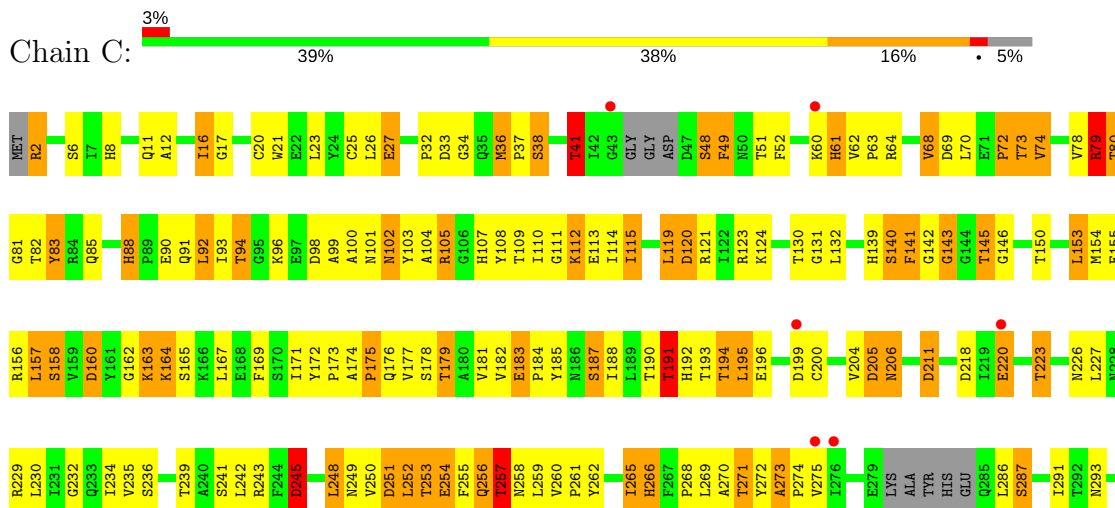 3%
Chain C:
39% 38% 16% • 5%
MET R2 S6 I7 H8 Q11 A12 I16 G17 C20 W21 E22 L23 Y24 C25 L26 E27 P32 D33 G34 Q35 M36 P37 S38 T41 I42 G43 GLY GLY ASP D47 S48 F49 N50 T51 F52 K60 H61 V62 P63 R64 V68 D69 L70 E71 P72 T73 V74 V78 R79 T80
G81 T82 Y83 R84 Q85 H88 P89 E90 Q91 L92 I93 T94 G95 K96 E97 D98 A99 A100 N101 N102 Y103 A104 R105 G106 H107 Y108 T109 I110 G111 K112 E113 I114 I115 L119 D120 R121 I122 R123 K124 T130 G131 L132 H139 S140 F141 G142 G143 G144 T145 G146 T150 L153 M154 E155
R156 L157 S158 V159 D160 Y161 G162 K163 K164 S165 K166 L167 E168 F169 S170 I171 Y172 P173 A174 P175 Q176 V177 S178 T179 A180 V181 V182 E183 P184 Y185 N186 S187 I188 L189 T190 T191 H192 T193 T194 L195 E196 D199 C200 V204 D205 N206 D211 D218 I219 E220 T223 N226 L227 N228
R229 L230 I231 G232 Q233 I234 V235 S236 T239 A240 S241 L242 R243 F244 D245 L248 N249 V250 D251 L252 T253 E254 F255 Q256 T257 N258 L259 V260 P261 Y262 I265 H266 F267 P268 L269 A270 T271 Y272 A273 P274 V275 I276 E279 LYS ALA TYR HIS GLU Q285 L286 S287 I291 T292 N293